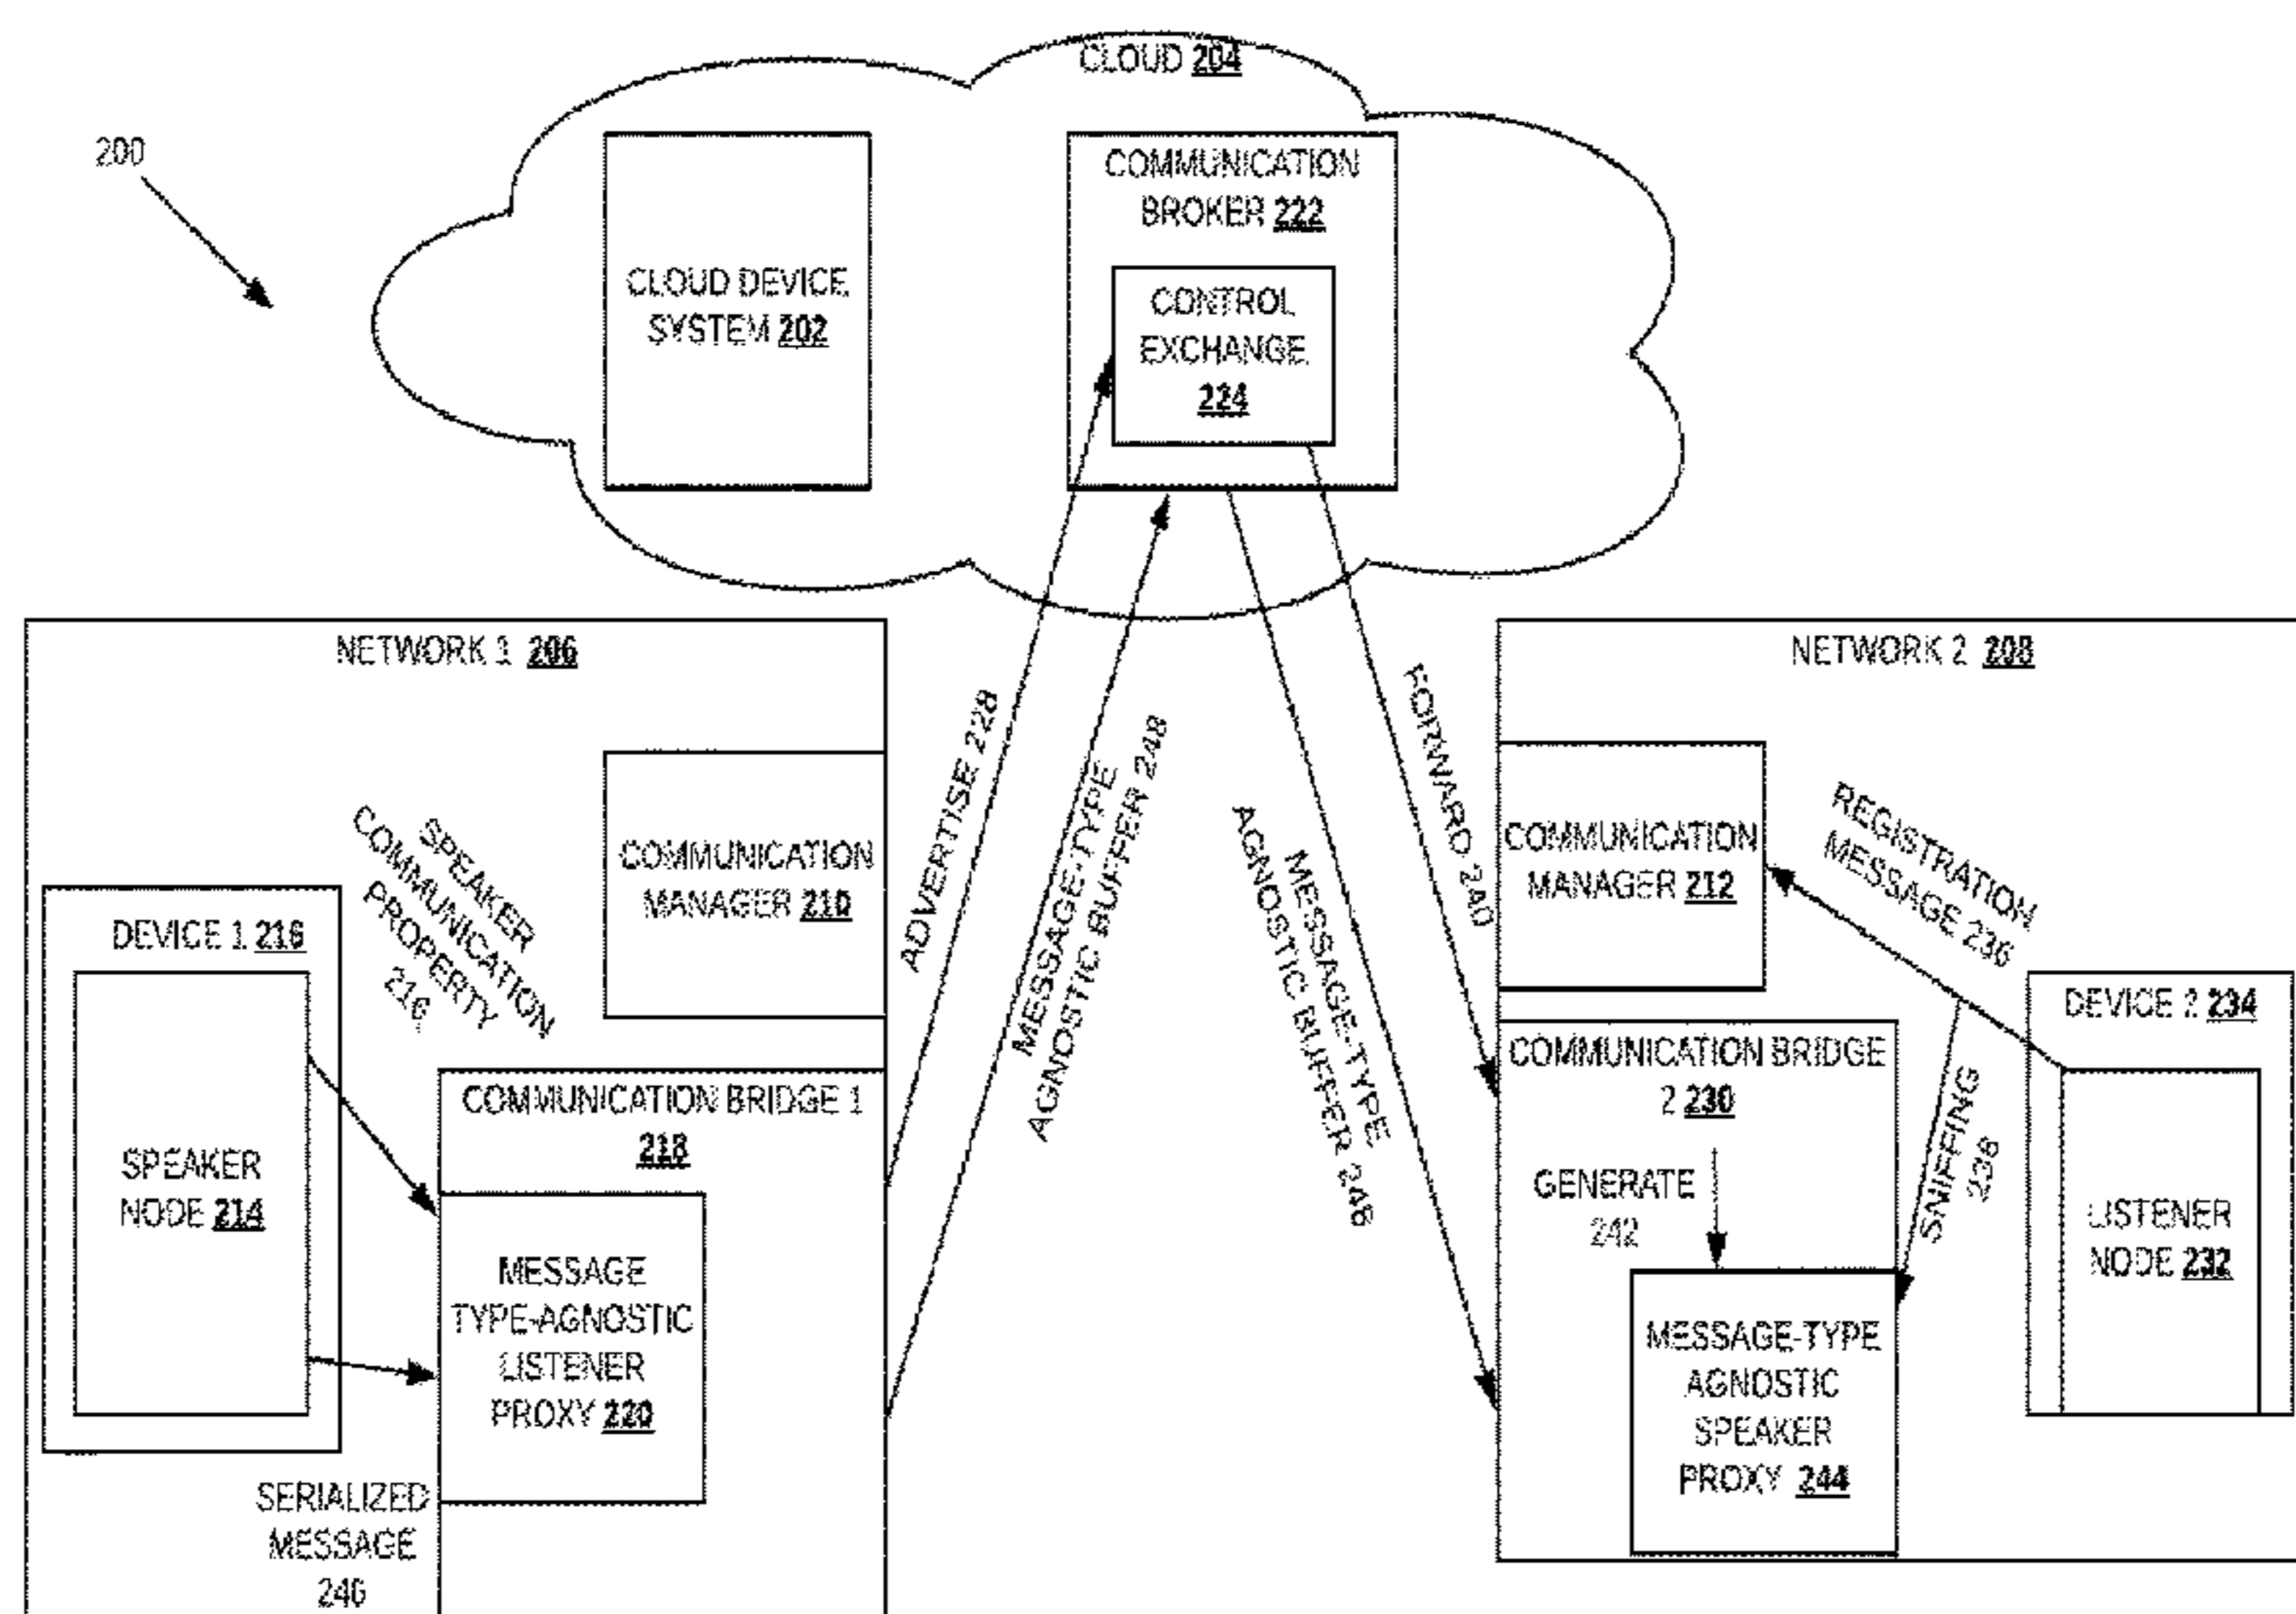 CLOUD 204
200
CLOUD DEVICE
SYSTEM 202
COMMUNICATION
BROKER 222
CONTROL
EXCHANGE
224
NETWORK 1 206
COMMUNICATION
MANAGER 210
SPEAKER
COMMUNICATION
PROPERTY
216
DEVICE 1 216
SPEAKER
NODE 214
COMMUNICATION BRIDGE 1
218
MESSAGE
TYPE-AGNOSTIC
LISTENER
PROXY 220
SERIALIZED
MESSAGE
246
ADVERTISE 228
MESSAGE-TYPE
AGNOSTIC BUFFER 248
MESSAGE-TYPE
AGNOSTIC BUFFER 248
FORWARD 240
NETWORK 2 208
COMMUNICATION
MANAGER 212
REGISTRATION
MESSAGE 236
COMMUNICATION BRIDGE
2 230
GENERATE
242
SNIFFING
238
MESSAGE-TYPE
AGNOSTIC
SPEAKER
PROXY 244
DEVICE 2 234
LISTENER
NODE 232